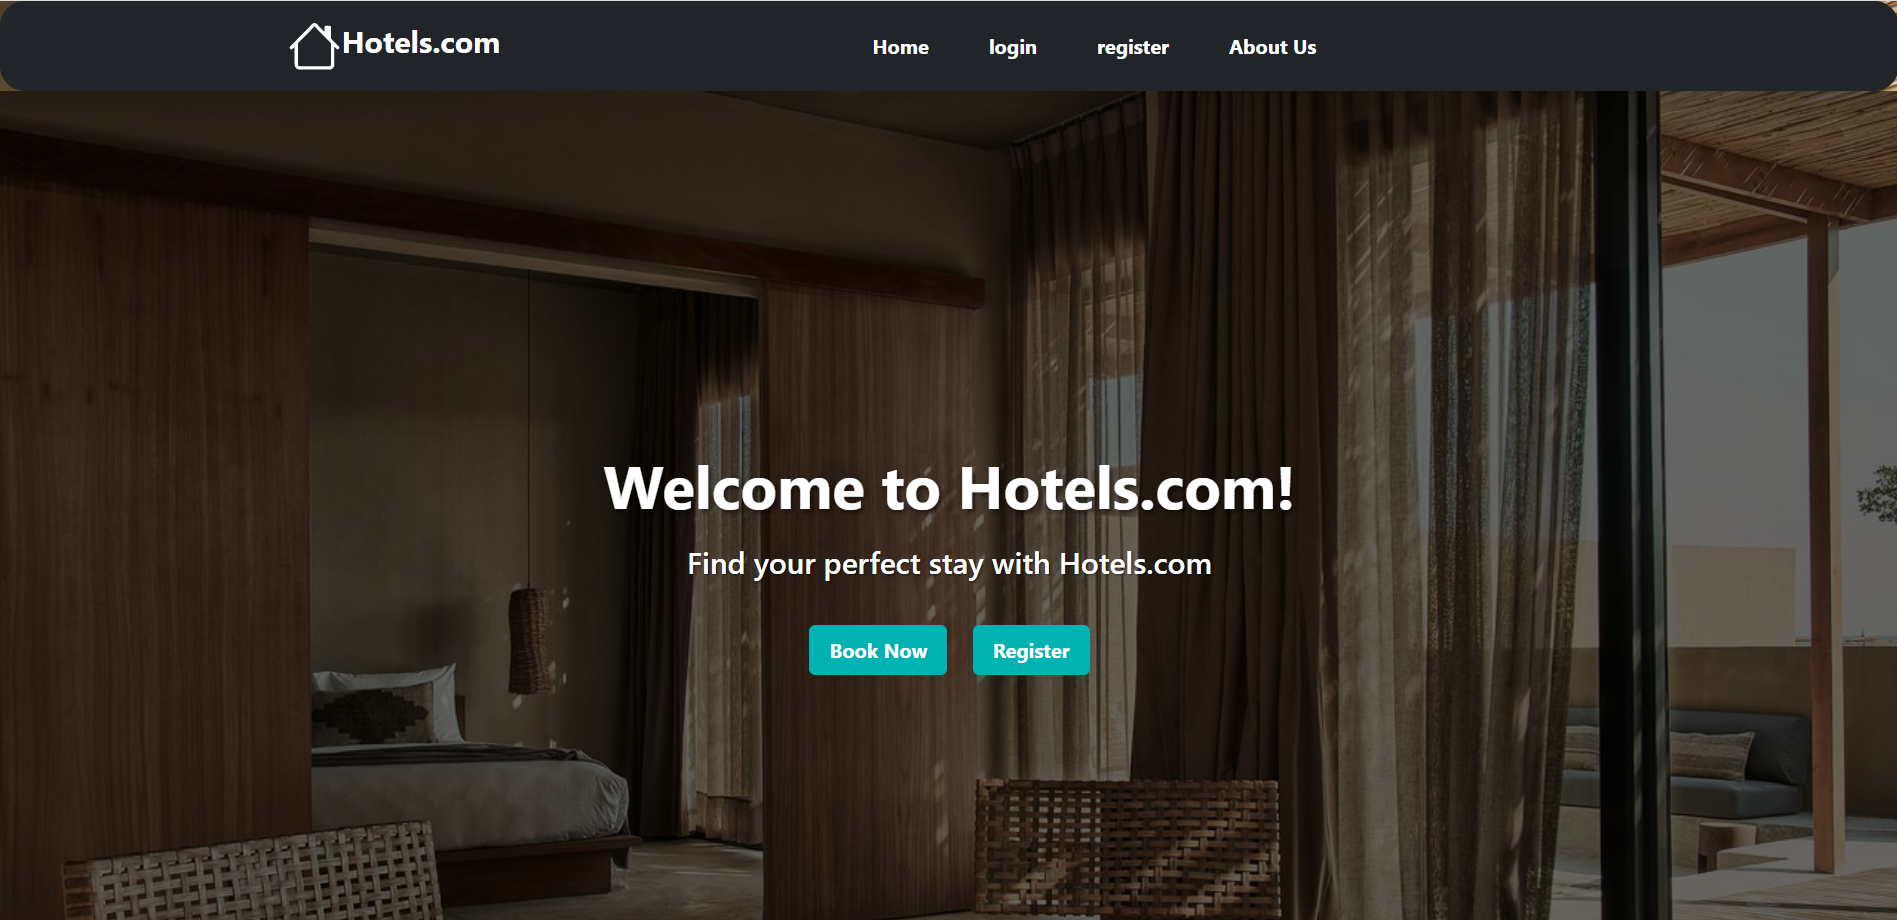 Hotels.com
Home login register About Us
Welcome to Hotels.com!
Find your perfect stay with Hotels.com
Book Now Register